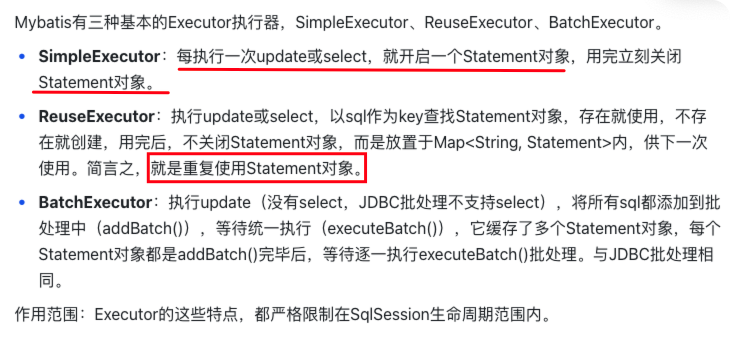 Mybatis有三种基本的Executor执行器，SimpleExecutor、ReuseExecutor、BatchExecutor。
• SimpleExecutor：每执行一次update或select，就开启一个Statement对象，用完立刻关闭
Statement对象。
• ReuseExecutor：执行update或select，以sql作为key查找Statement对象，存在就使用，不存
在就创建，用完后，不关闭Statement对象，而是放置于Map<String, Statement>内，供下一次
使用。简言之，就是重复使用Statement对象。
• BatchExecutor：执行update（没有select，JDBC批处理不支持select），将所有sql都添加到批
处理中（addBatch()），等待统一执行（executeBatch()），它缓存了多个Statement对象，每个
Statement对象都是addBatch()完毕后，等待逐一执行executeBatch()批处理。与JDBC批处理相
同。
作用范围：Executor的这些特点，都严格限制在SqlSession生命周期范围内。